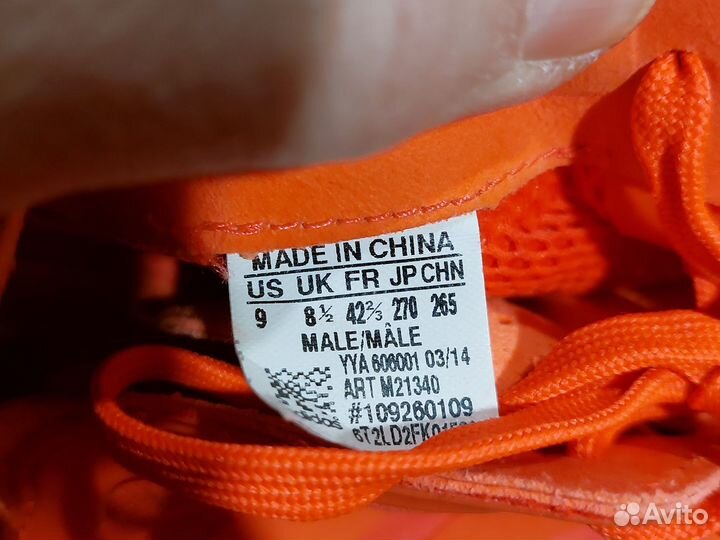 MADE IN CHINA
US UK FR JP CHN
9 8½ 42⅔ 270 265
MALE/MÂLE
YYA 606001 03/14
ART M21340
#109260109
Avito